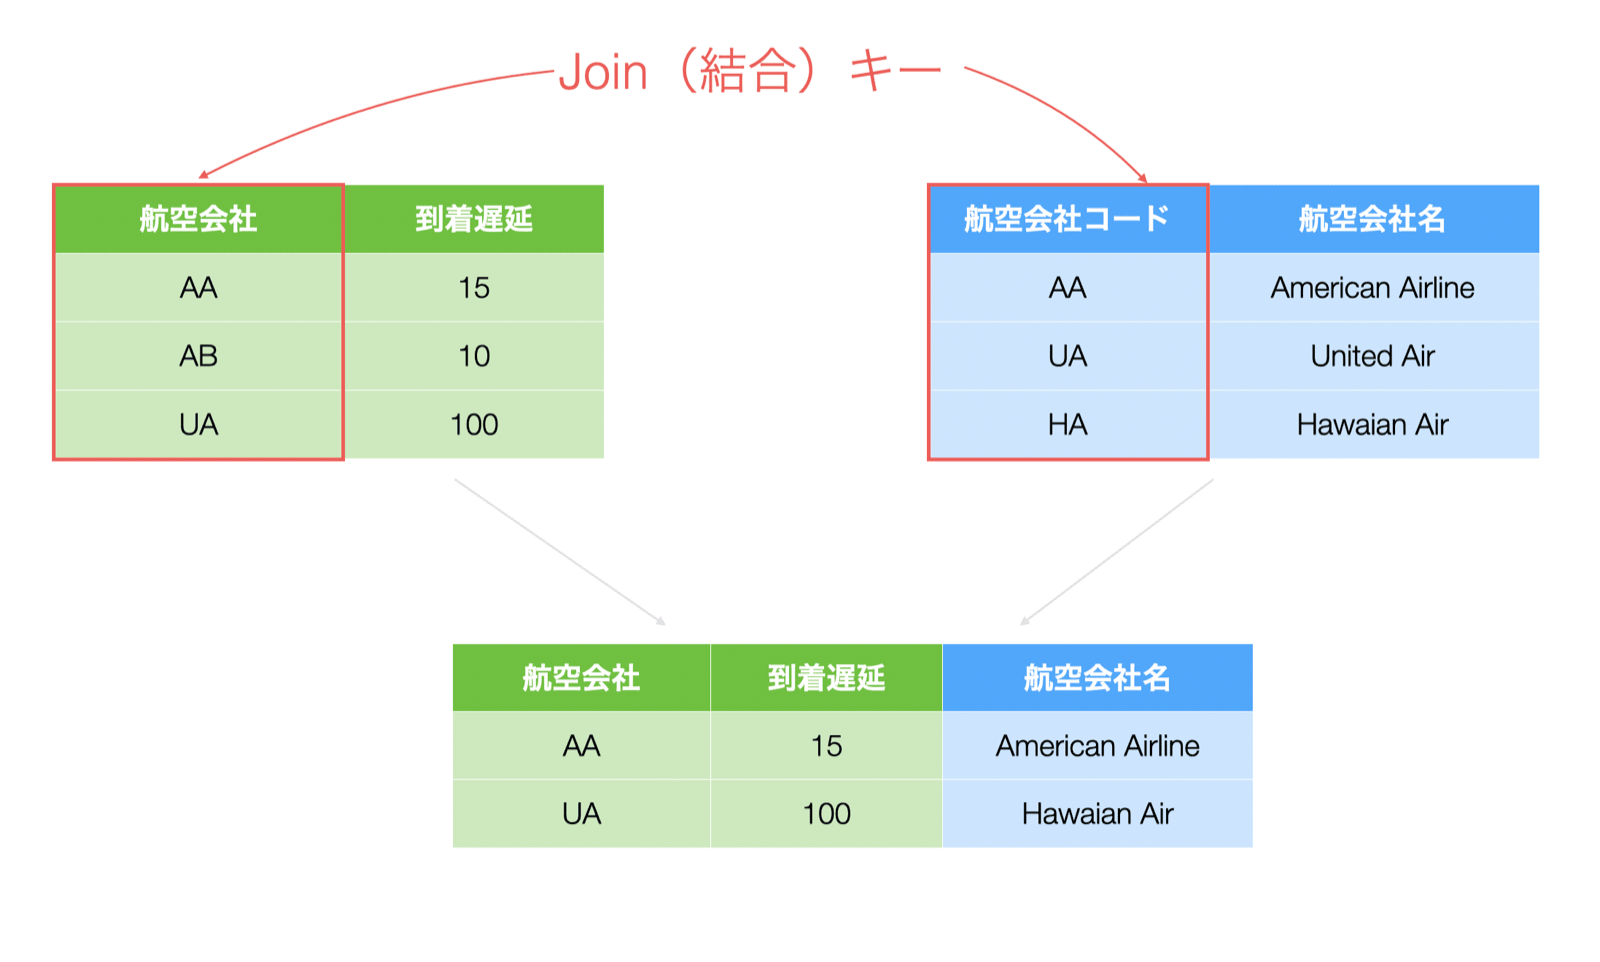 Join（結合）キー
航空会社 到着遅延
AA 15
AB 10
UA 100
航空会社コード 航空会社名
AA American Airline
UA United Air
HA Hawaian Air
航空会社 到着遅延 航空会社名
AA 15 American Airline
UA 100 Hawaian Air